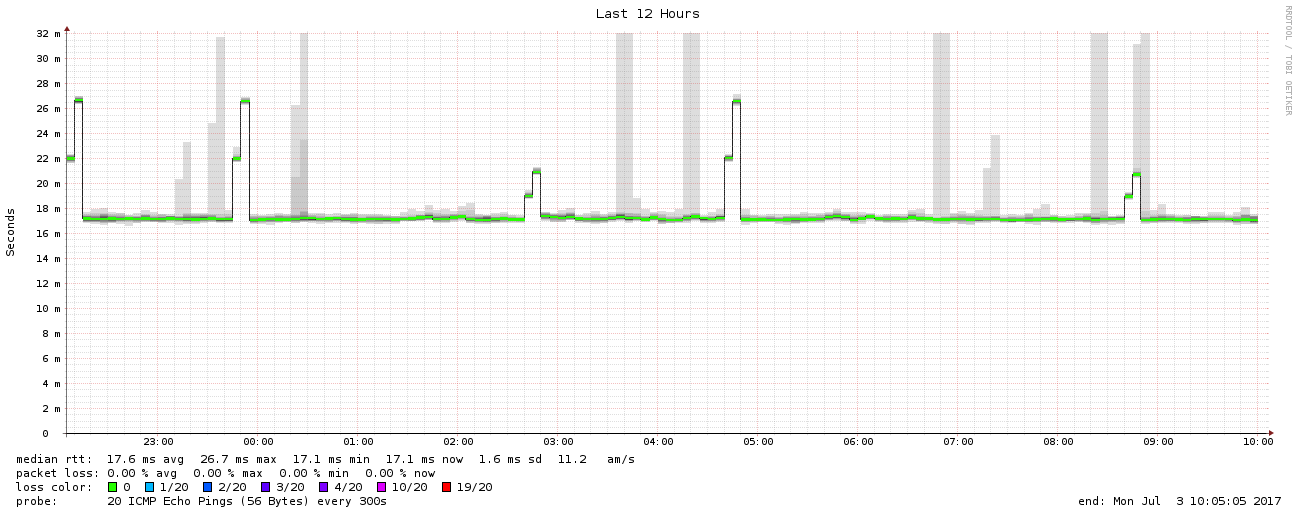 Last 12 Hours
RRDTOOL / TOBI OETIKER
32 m
30 m
28 m
26 m
24 m
22 m
20 m
18 m
16 m
14 m
12 m
10 m
8 m
6 m
4 m
2 m
0
Seconds
23:00 00:00 01:00 02:00 03:00 04:00 05:00 06:00 07:00 08:00 09:00 10:00
median rtt: 17.6 ms avg 26.7 ms max 17.1 ms min 17.1 ms now 1.6 ms sd 11.2 am/s
packet loss: 0.00 % avg 0.00 % max 0.00 % min 0.00 % now
loss color: 0 1/20 2/20 3/20 4/20 10/20 19/20
probe: 20 ICMP Echo Pings (56 Bytes) every 300s end: Mon Jul 3 10:05:05 2017